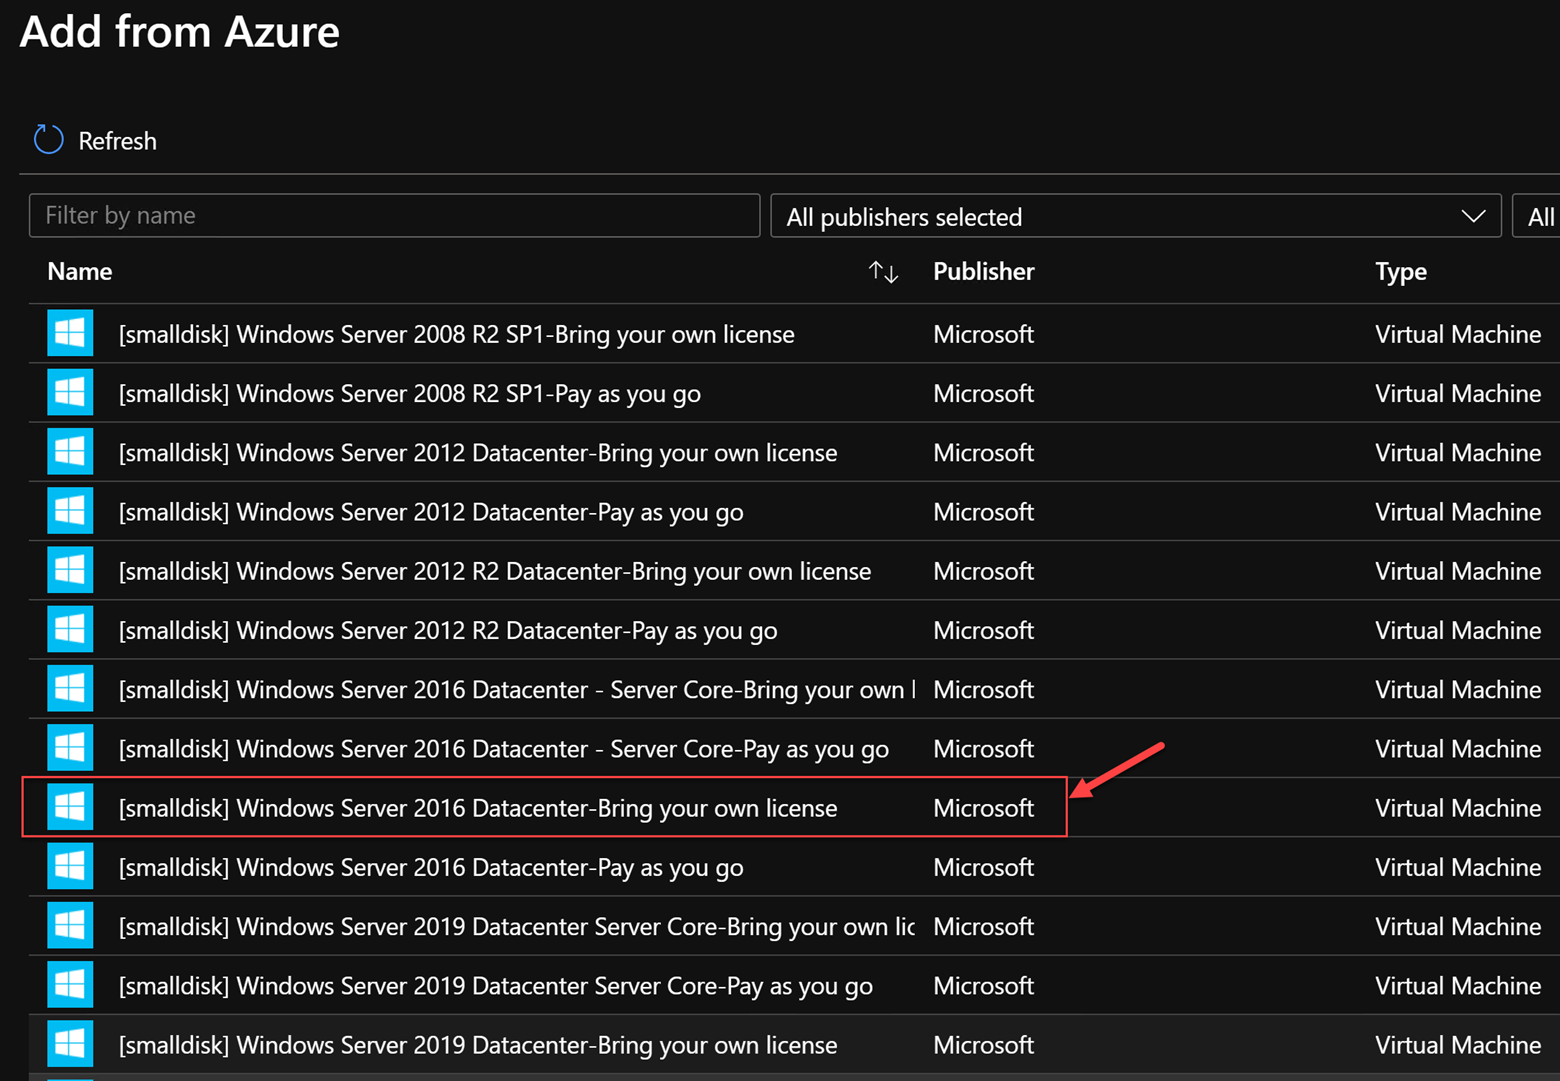 Add from Azure
Refresh
Filter by name
All publishers selected
All
Name Publisher Type
[smalldisk] Windows Server 2008 R2 SP1-Bring your own license Microsoft Virtual Machine
[smalldisk] Windows Server 2008 R2 SP1-Pay as you go Microsoft Virtual Machine
[smalldisk] Windows Server 2012 Datacenter-Bring your own license Microsoft Virtual Machine
[smalldisk] Windows Server 2012 Datacenter-Pay as you go Microsoft Virtual Machine
[smalldisk] Windows Server 2012 R2 Datacenter-Bring your own license Microsoft Virtual Machine
[smalldisk] Windows Server 2012 R2 Datacenter-Pay as you go Microsoft Virtual Machine
[smalldisk] Windows Server 2016 Datacenter - Server Core-Bring your own l Microsoft Virtual Machine
[smalldisk] Windows Server 2016 Datacenter - Server Core-Pay as you go Microsoft Virtual Machine
[smalldisk] Windows Server 2016 Datacenter-Bring your own license Microsoft Virtual Machine
[smalldisk] Windows Server 2016 Datacenter-Pay as you go Microsoft Virtual Machine
[smalldisk] Windows Server 2019 Datacenter Server Core-Bring your own lic Microsoft Virtual Machine
[smalldisk] Windows Server 2019 Datacenter Server Core-Pay as you go Microsoft Virtual Machine
[smalldisk] Windows Server 2019 Datacenter-Bring your own license Microsoft Virtual Machine